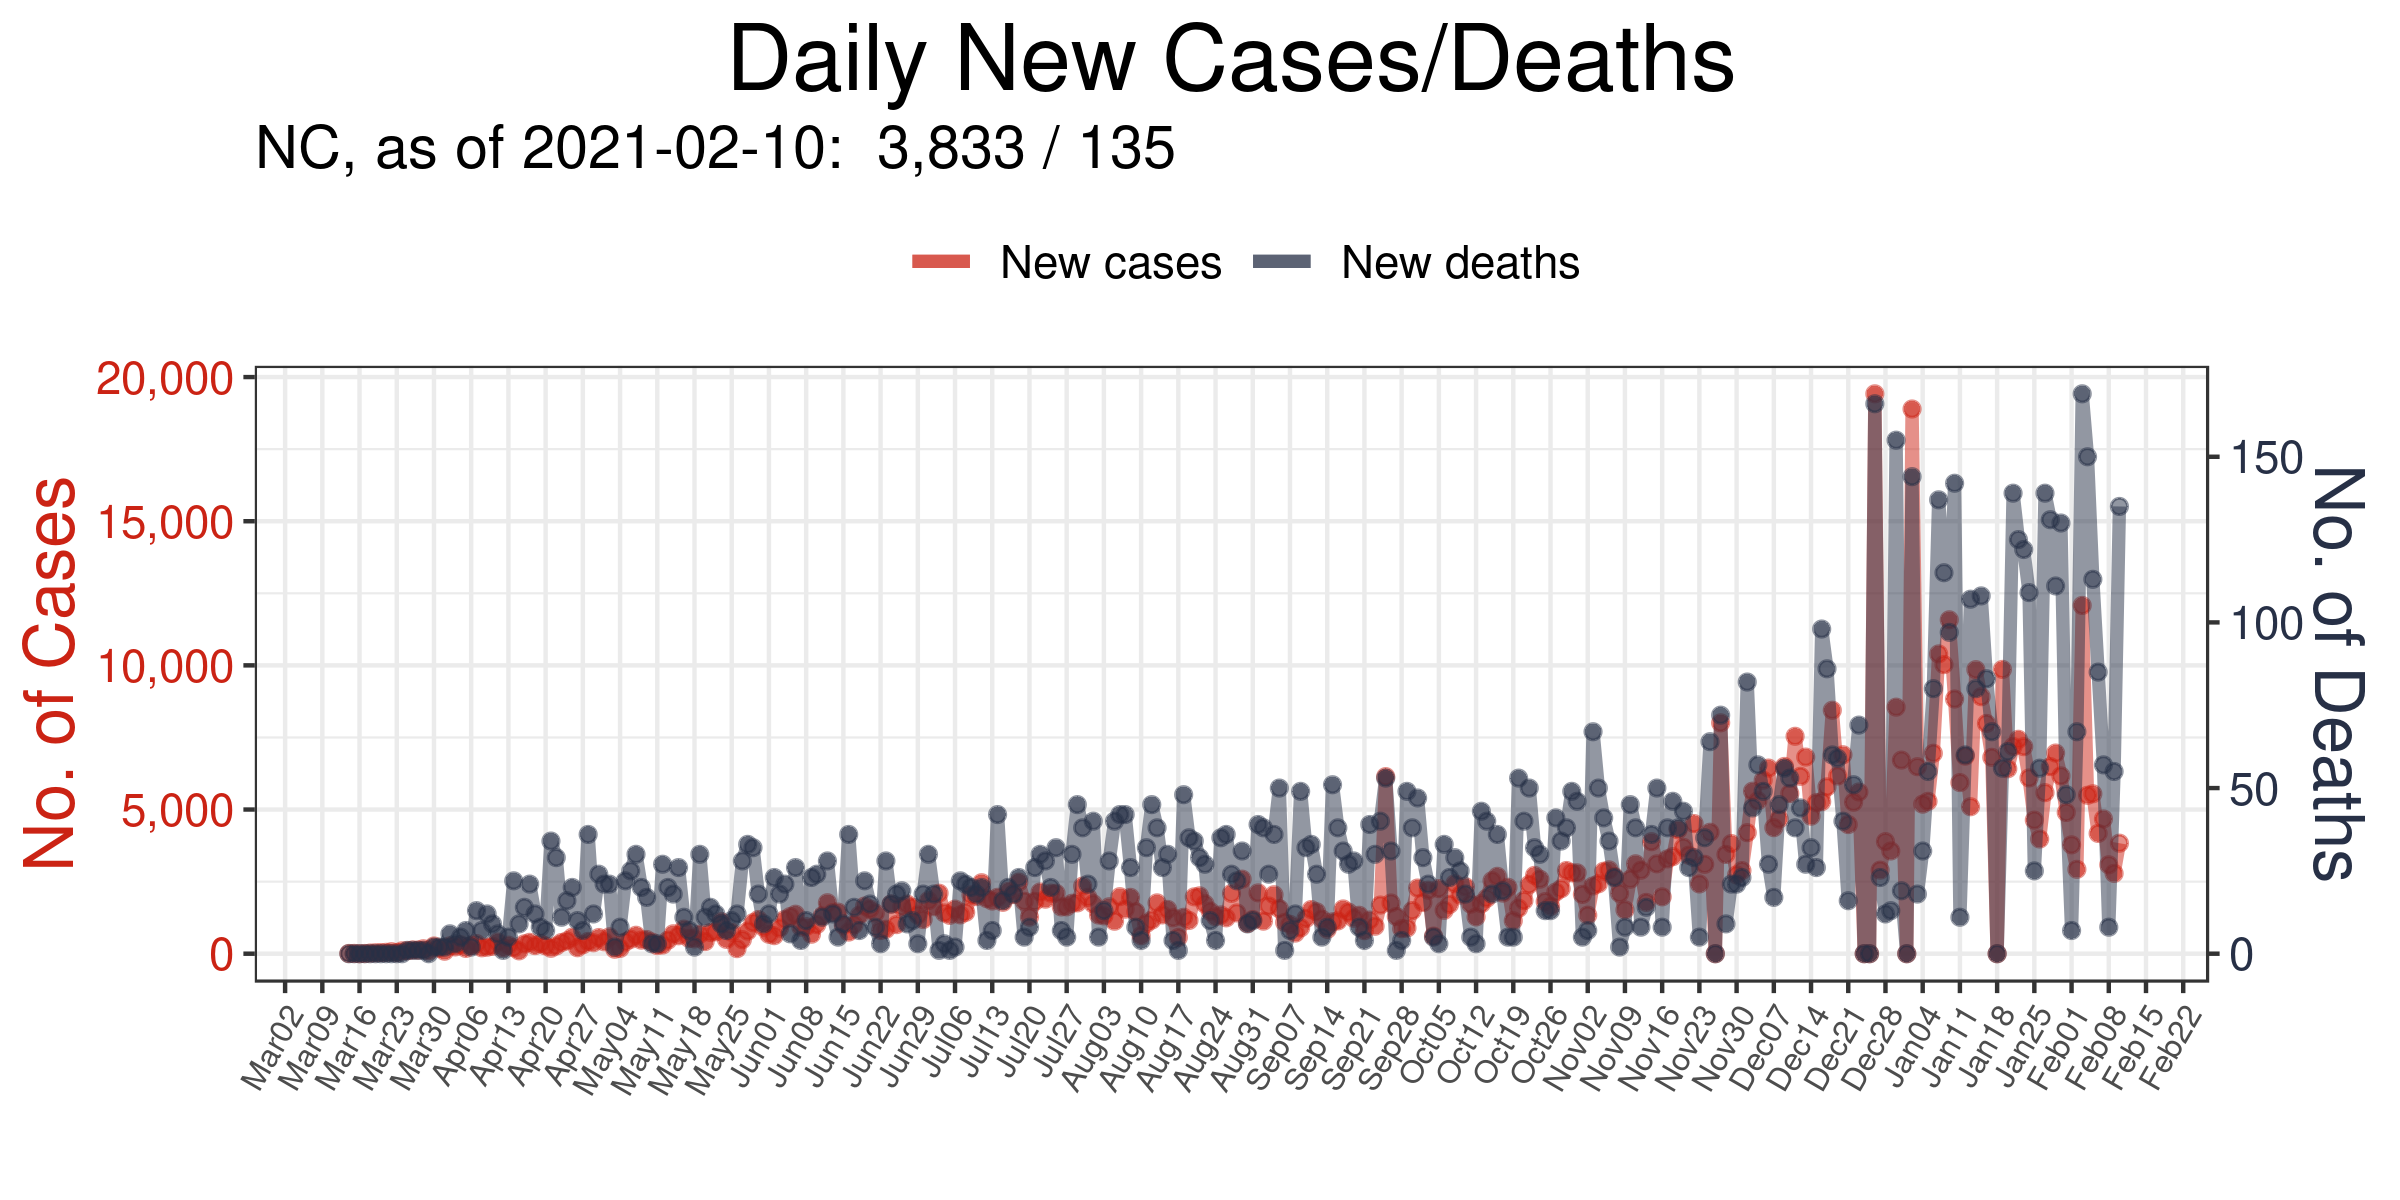 Daily New Cases/Deaths
NC, as of 2021-02-10:  3,833 / 135
New cases New deaths
No. of Cases
20,000
15,000
10,000
5,000
0
150
100
50
0
No. of Deaths
Mar02 Mar09 Mar16 Mar23 Mar30 Apr06 Apr13 Apr20 Apr27 May04 May11 May18 May25 Jun01 Jun08 Jun15 Jun22 Jun29 Jul06 Jul13 Jul20 Jul27 Aug03 Aug10 Aug17 Aug24 Aug31 Sep07 Sep14 Sep21 Sep28 Oct05 Oct12 Oct19 Oct26 Nov02 Nov09 Nov16 Nov23 Nov30 Dec07 Dec14 Dec21 Dec28 Jan04 Jan11 Jan18 Jan25 Feb01 Feb08 Feb15 Feb22